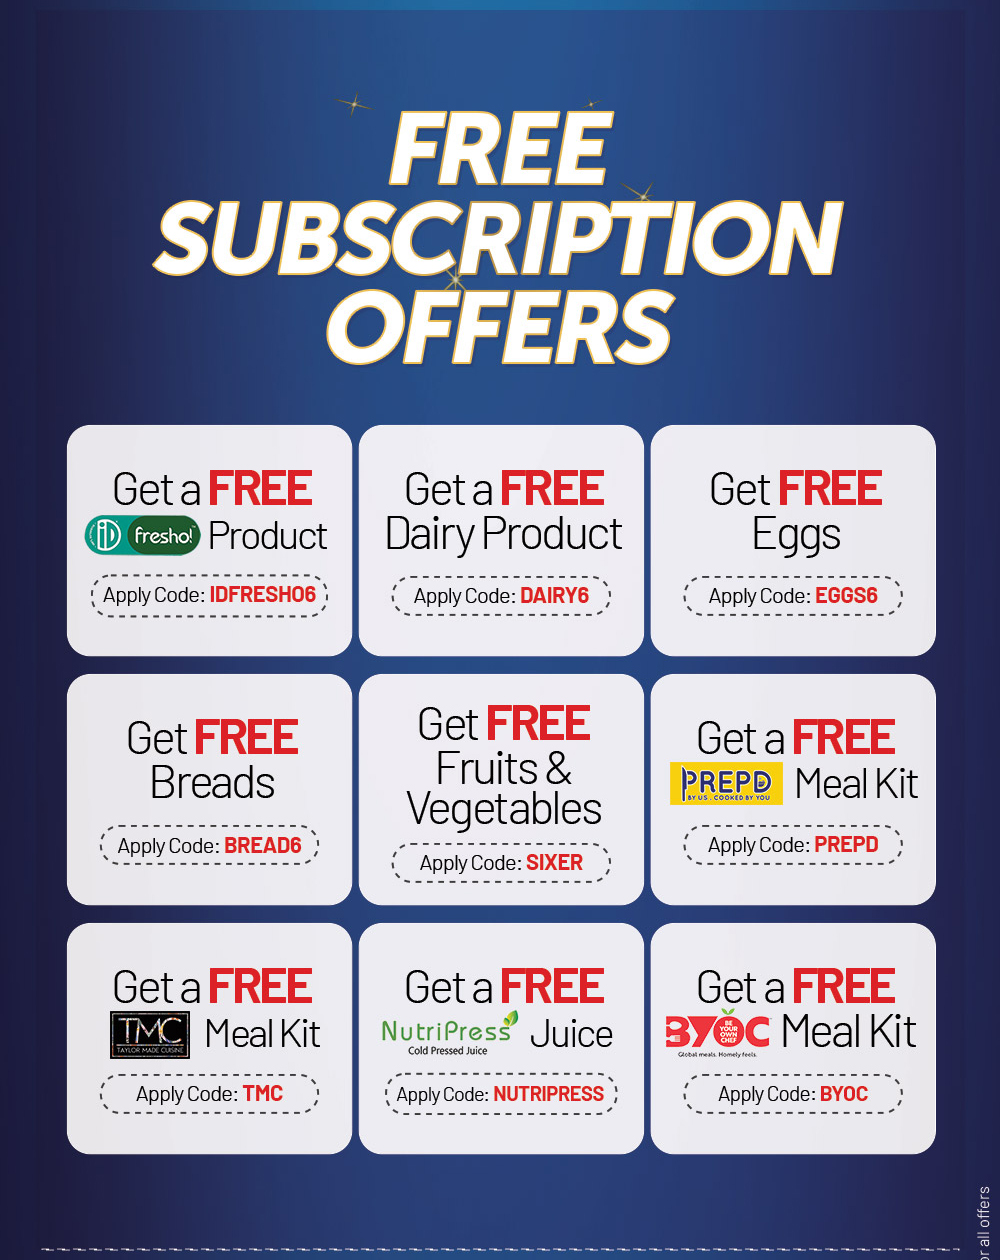 FREE
SUBSCRIPTION
OFFERS
Get a FREE
iD fresho! Product
Apply Code: IDFRESHO6
Get a FREE
Dairy Product
Apply Code: DAIRY6
Get FREE
Eggs
Apply Code: EGGS6
Get FREE
Breads
Apply Code: BREAD6
Get FREE
Fruits &
Vegetables
Apply Code: SIXER
Get a FREE
PREPD Meal Kit
BY US . COOKED BY YOU
Apply Code: PREPD
Get a FREE
TMC Meal Kit
TAYLOR MADE CUISINE
Apply Code: TMC
Get a FREE
NutriPress Juice
Cold Pressed Juice
Apply Code: NUTRIPRESS
Get a FREE
BYOC Meal Kit
BE
YOUR
OWN
CHEF
Global meals. Homely feels.
Apply Code: BYOC
all offers